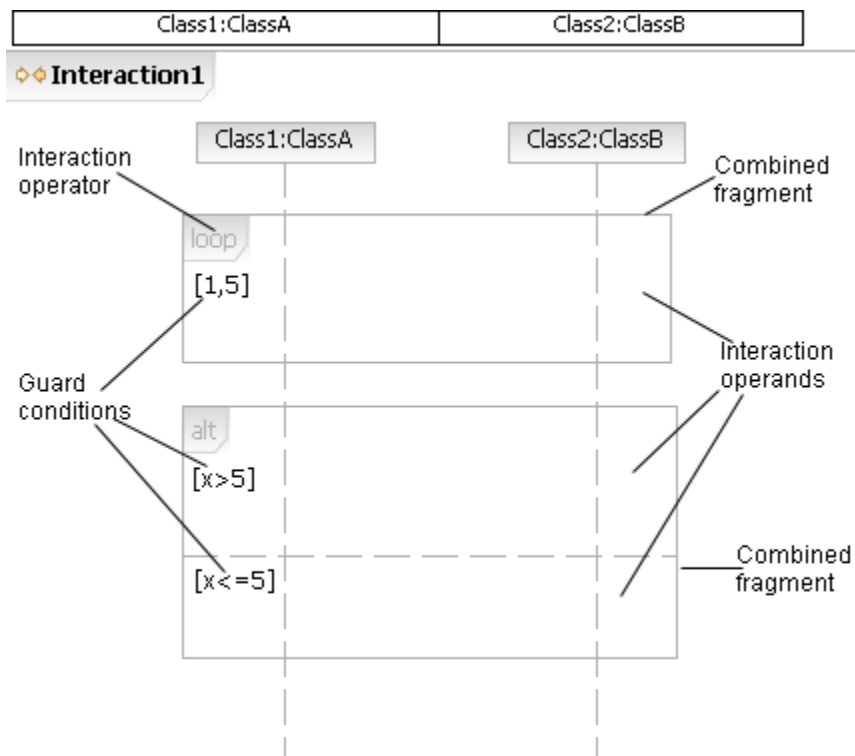 Class1:ClassA
Class2:ClassB
Interaction1
Class1:ClassA
Class2:ClassB
Interaction
operator
Combined
fragment
loop
[1,5]
Interaction
operands
Guard
conditions
alt
[x>5]
[x<=5]
Combined
fragment